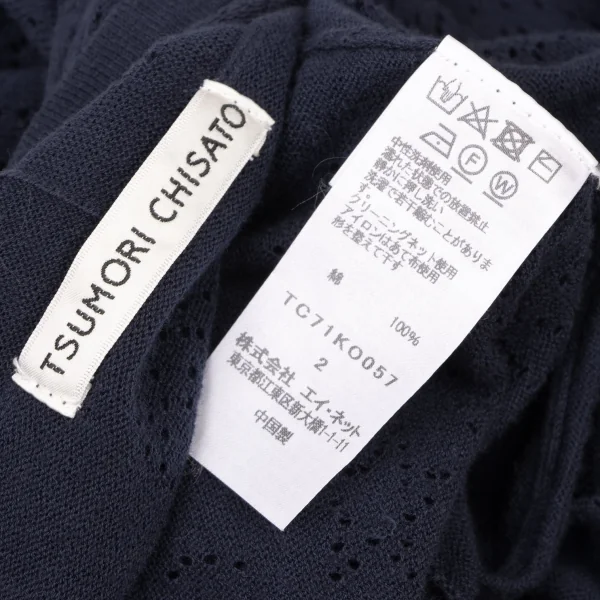 TSUMORI CHISATO
F W
中性洗剤使用
濡れた状態での放置禁止
静かに押し洗い
洗濯で若干縮むことがあります。
クリーニングネット使用
アイロンはあて布使用
形を整えて干す
綿 100%
TC71KO057
2
株式会社 エイ・ネット
東京都江東区新大橋1-1-11
中国製